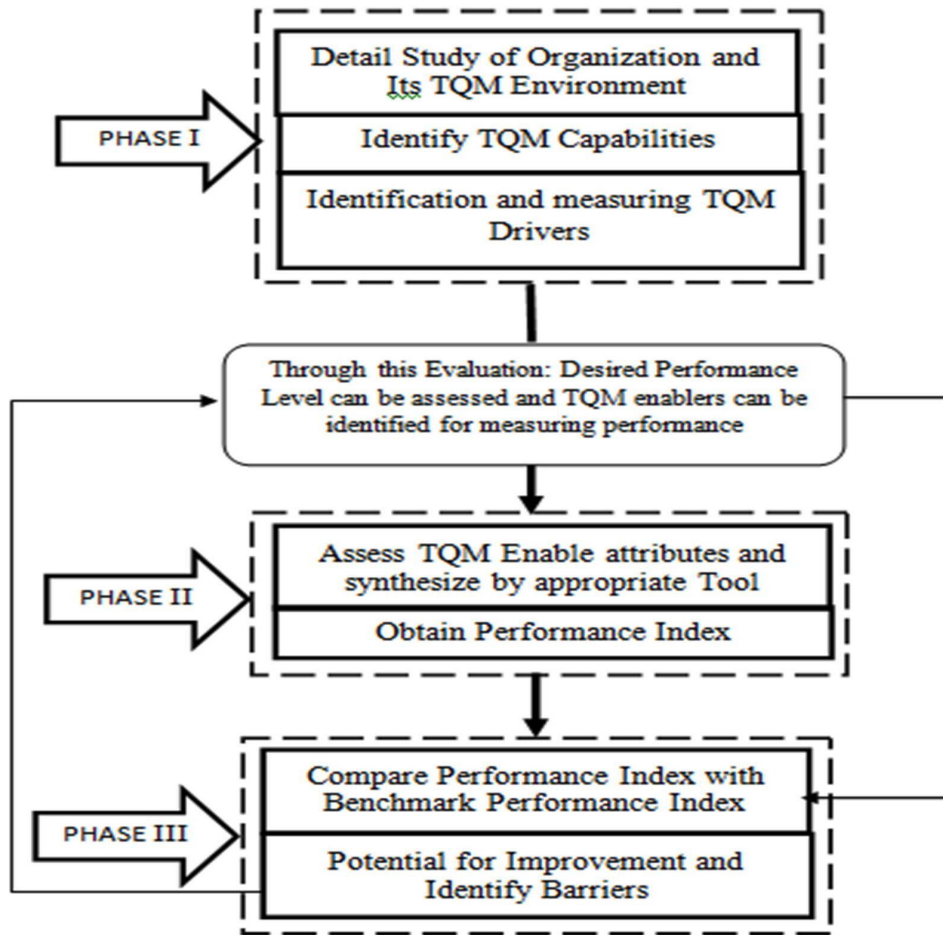 Detail Study of Organization and
Its TQM Environment
PHASE I
Identify TQM Capabilities
Identification and measuring TQM
Drivers
Through this Evaluation: Desired Performance
Level can be assessed and TQM enablers can be
identified for measuring performance
Assess TQM Enable attributes and
synthesize by appropriate Tool
PHASE II
Obtain Performance Index
Compare Performance Index with
Benchmark Performance Index
PHASE III
Potential for Improvement and
Identify Barriers